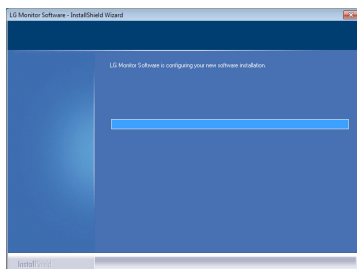 LG Monitor Software - InstallShield Wizard
LG Monitor Software is configuring your new software installation.
InstallShield